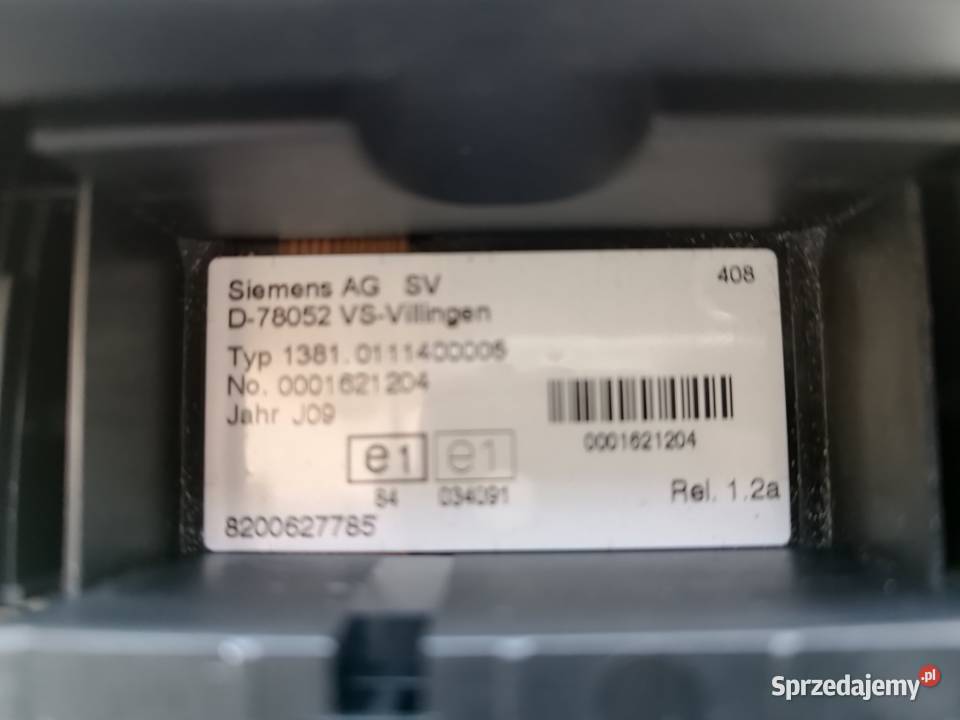 Siemens AG SV
408
D-78052 VS-Villingen
Typ 1381.0111400006
No. 0001621204
Jahr J09
0001621204
e1 e1
84 034091
Rel. 1.2a
8200627785
Sprzedajemy.pl